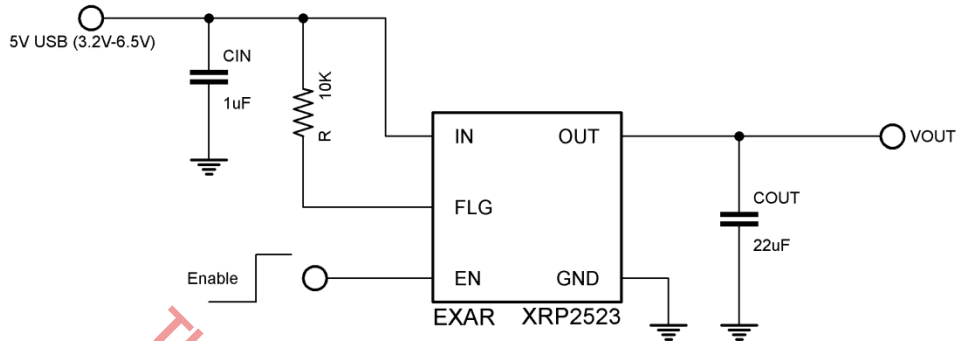 5V USB (3.2V-6.5V)
CIN
1uF
10K
R
IN
OUT
VOUT
FLG
COUT
22uF
Enable
EN
GND
EXAR XRP2523